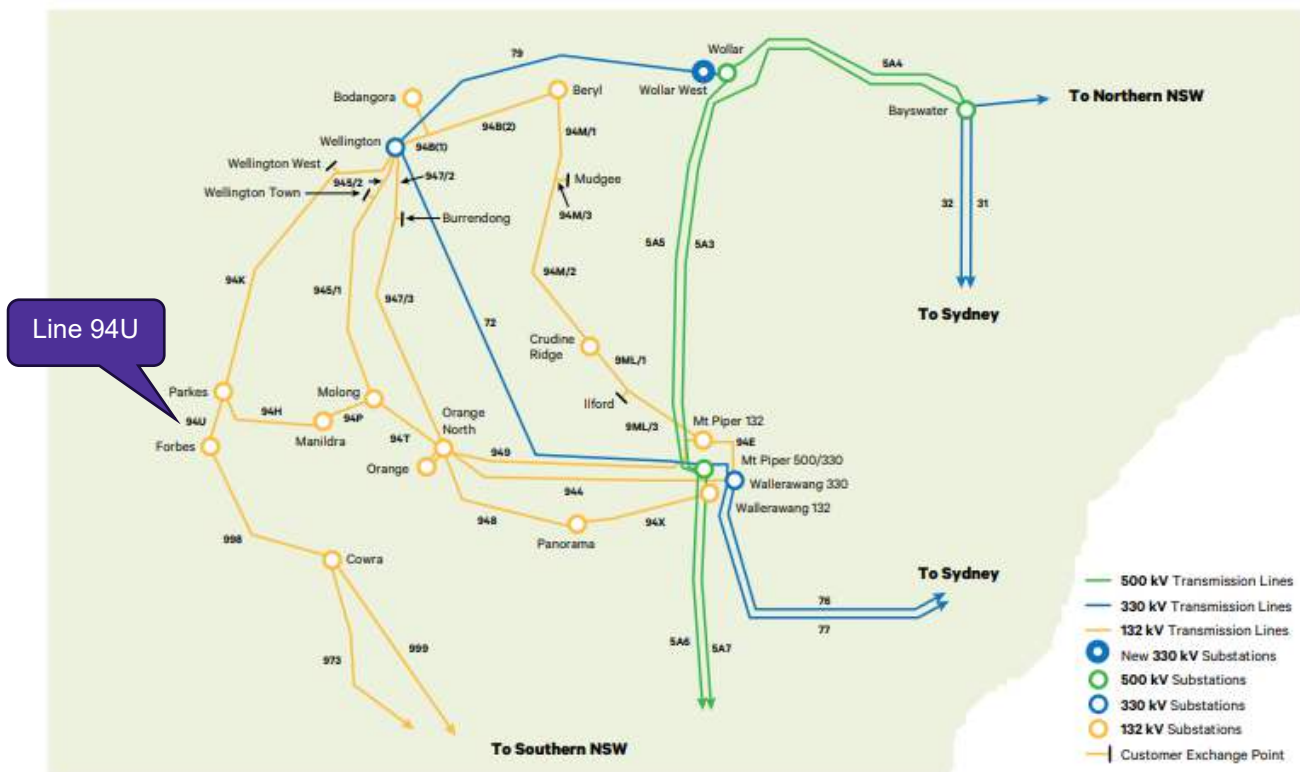 79
Wollar
Wollar West
5A4
To Northern NSW
Bayswater
Bodangora
Beryl
94B(2)
Wellington
94B(1)
94M/1
Wellington West
945/2
947/2
Mudgee
Wellington Town
94M/3
Burrendong
32
31
5A5
5A3
94K
94M/2
945/1
947/3
To Sydney
72
Line 94U
Crudine
Ridge
9ML/1
Parkes
Molong
Ilford
94U
94H
94P
Orange
North
Mt Piper 132
9ML/3
Forbes
Manildra
94T
94E
949
Mt Piper 500/330
Orange
Wallerawang 330
944
Wallerawang 132
948
94X
998
Panorama
Cowra
To Sydney
76
77
973
999
5A6
5A7
To Southern NSW
500 kV Transmission Lines
330 kV Transmission Lines
132 kV Transmission Lines
New 330 kV Substations
500 kV Substations
330 kV Substations
132 kV Substations
Customer Exchange Point